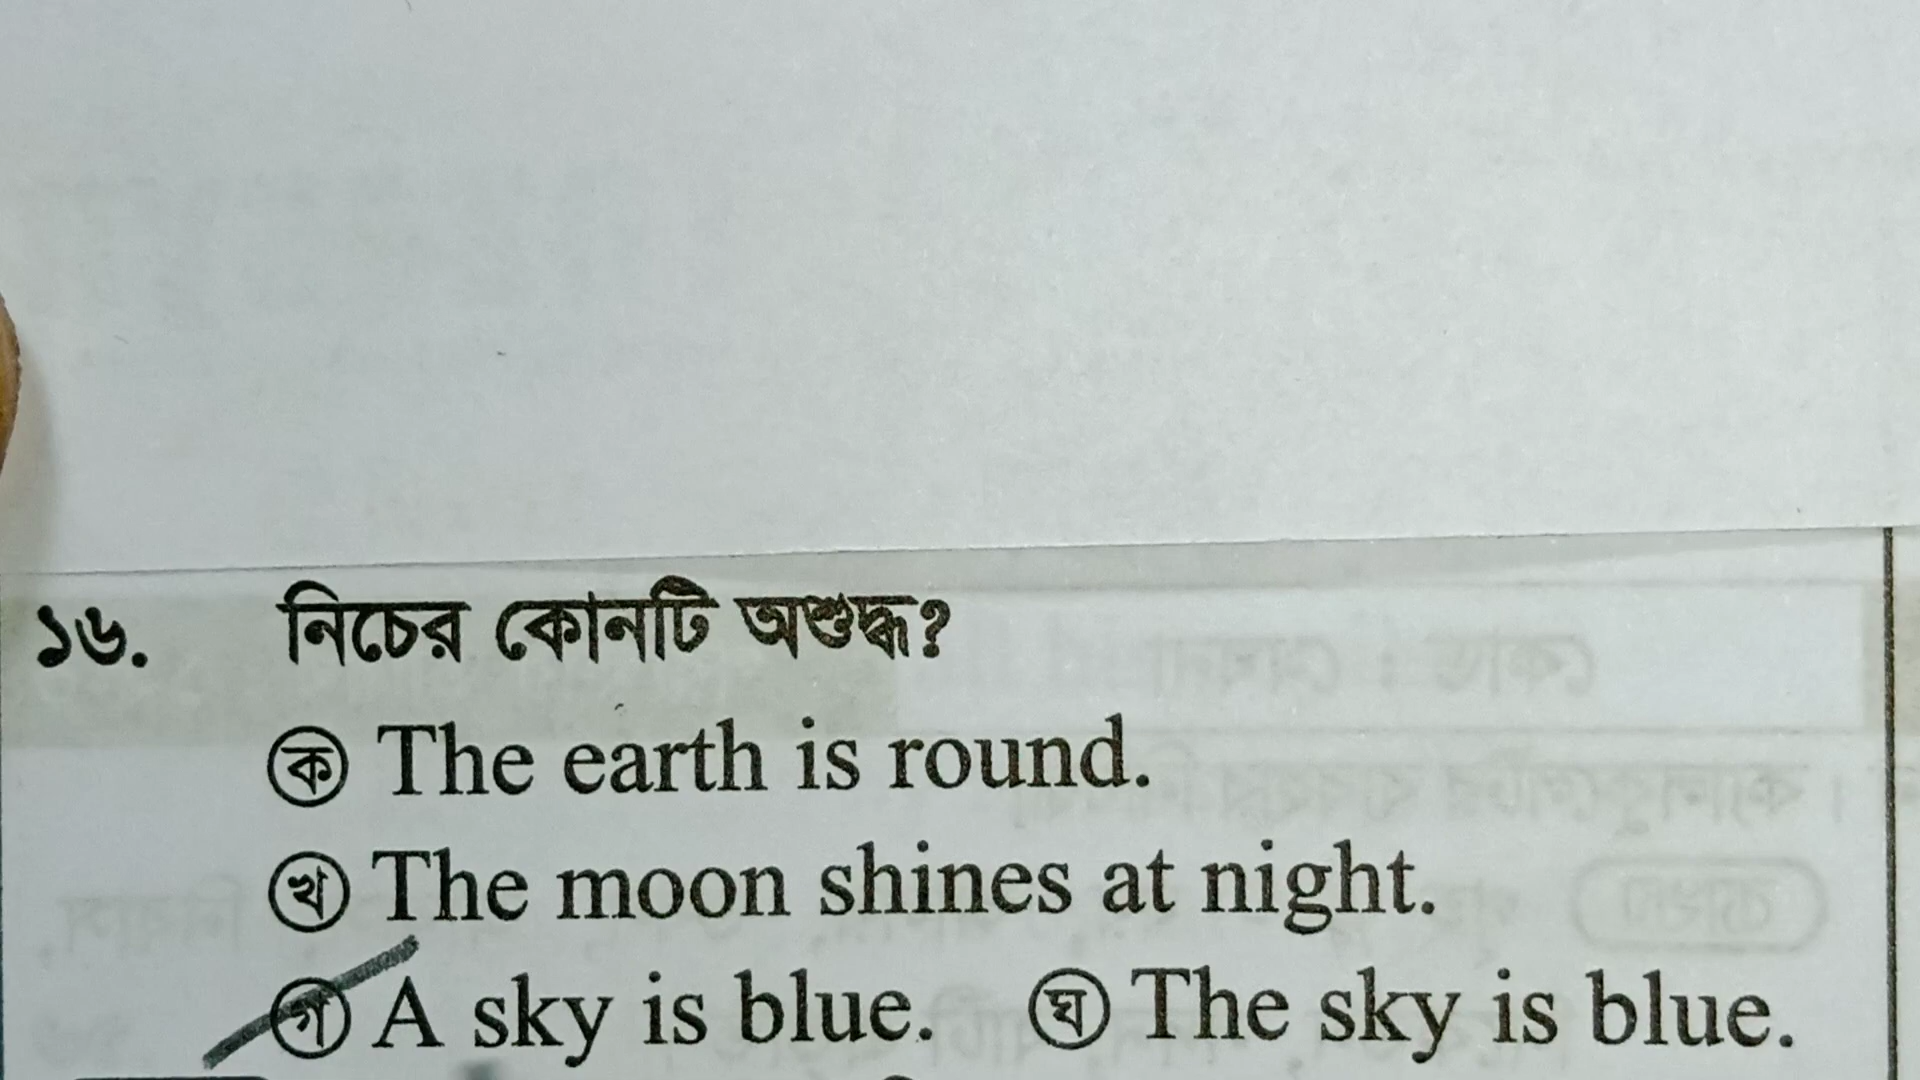 ১৬. নিচের কোনটি অশুদ্ধ?
ক The earth is round.
খ The moon shines at night.
গ A sky is blue. ঘ The sky is blue.